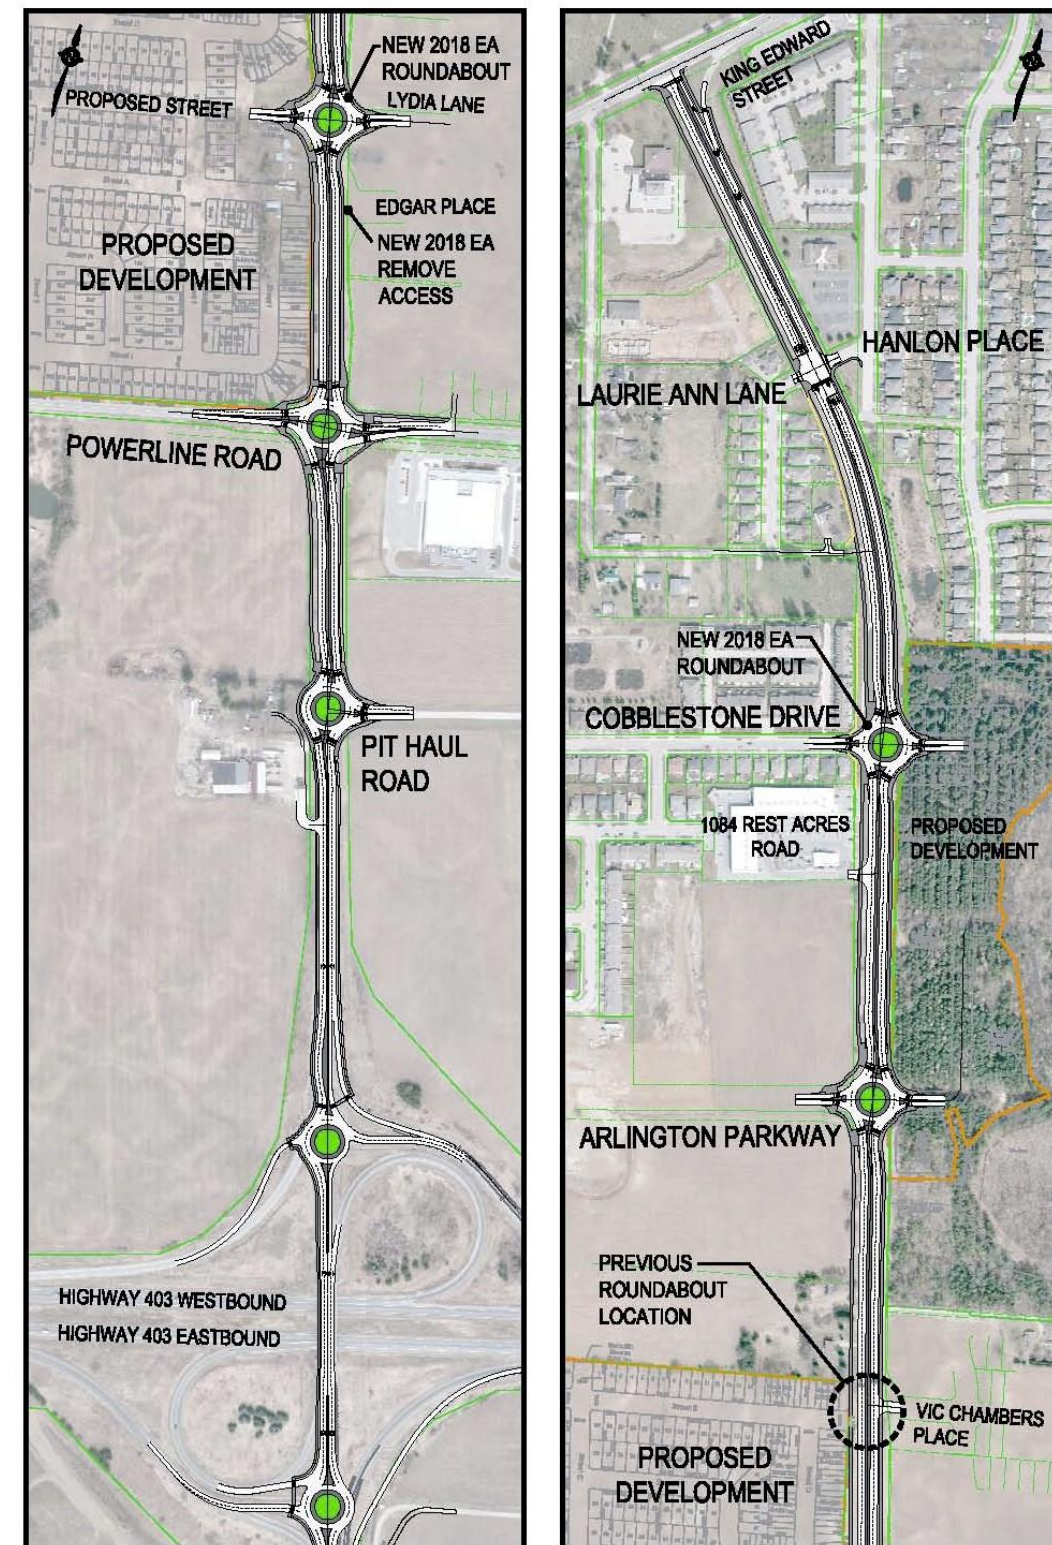 NEW 2018 EA
ROUNDABOUT
LYDIA LANE
PROPOSED STREET
EDGAR PLACE
NEW 2018 EA
REMOVE
ACCESS
PROPOSED
DEVELOPMENT
POWERLINE ROAD
PIT HAUL
ROAD
HIGHWAY 403 WESTBOUND
HIGHWAY 403 EASTBOUND
KING EDWARD
STREET
HANLON PLACE
LAURIE ANN LANE
NEW 2018 EA
ROUNDABOUT
COBBLESTONE DRIVE
1084 REST ACRES
ROAD
PROPOSED
DEVELOPMENT
ARLINGTON PARKWAY
PREVIOUS
ROUNDABOUT
LOCATION
VIC CHAMBERS
PLACE
PROPOSED
DEVELOPMENT